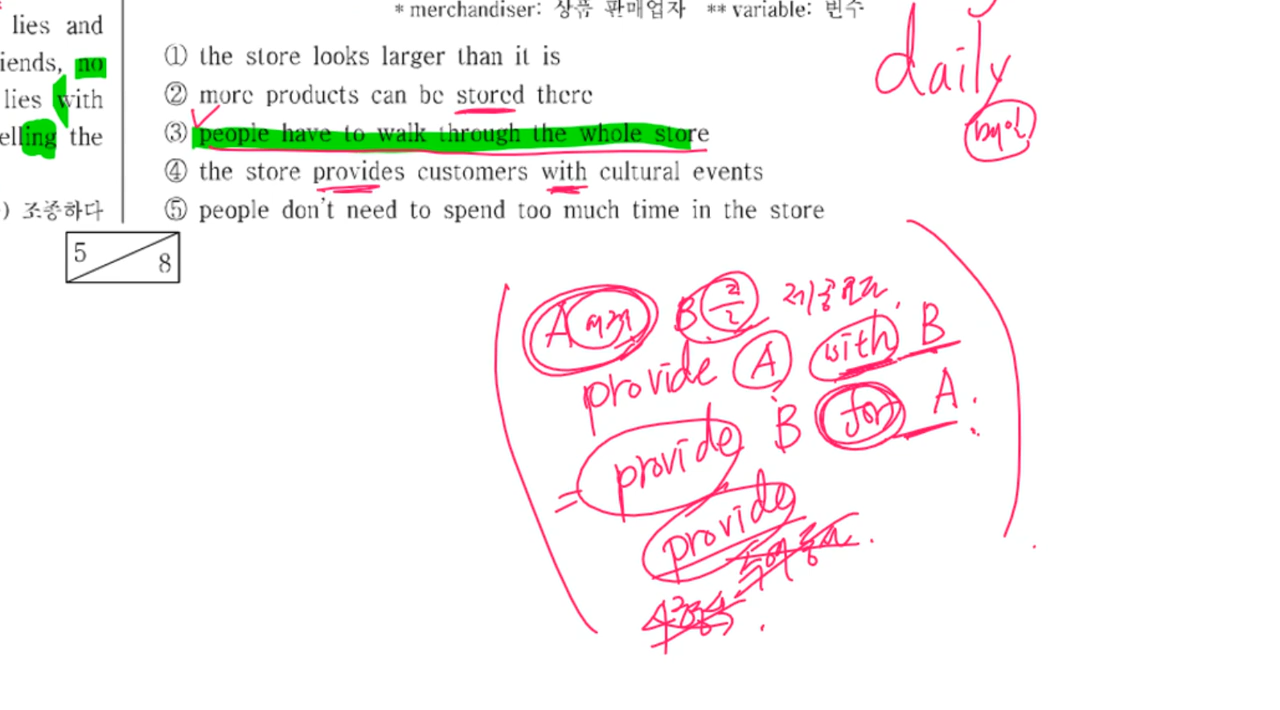 lies and
iends, no
lies with
elling the
) 조종하다
5
8
* merchandiser: 상품 판매업자 ** variable: 변수
① the store looks larger than it is
② more products can be stored there
③ people have to walk through the whole store
④ the store provides customers with cultural events
⑤ people don't need to spend too much time in the store
daily
매일
A 에게 B 를 제공하다.
provide A with B
= provide B for A.
provide